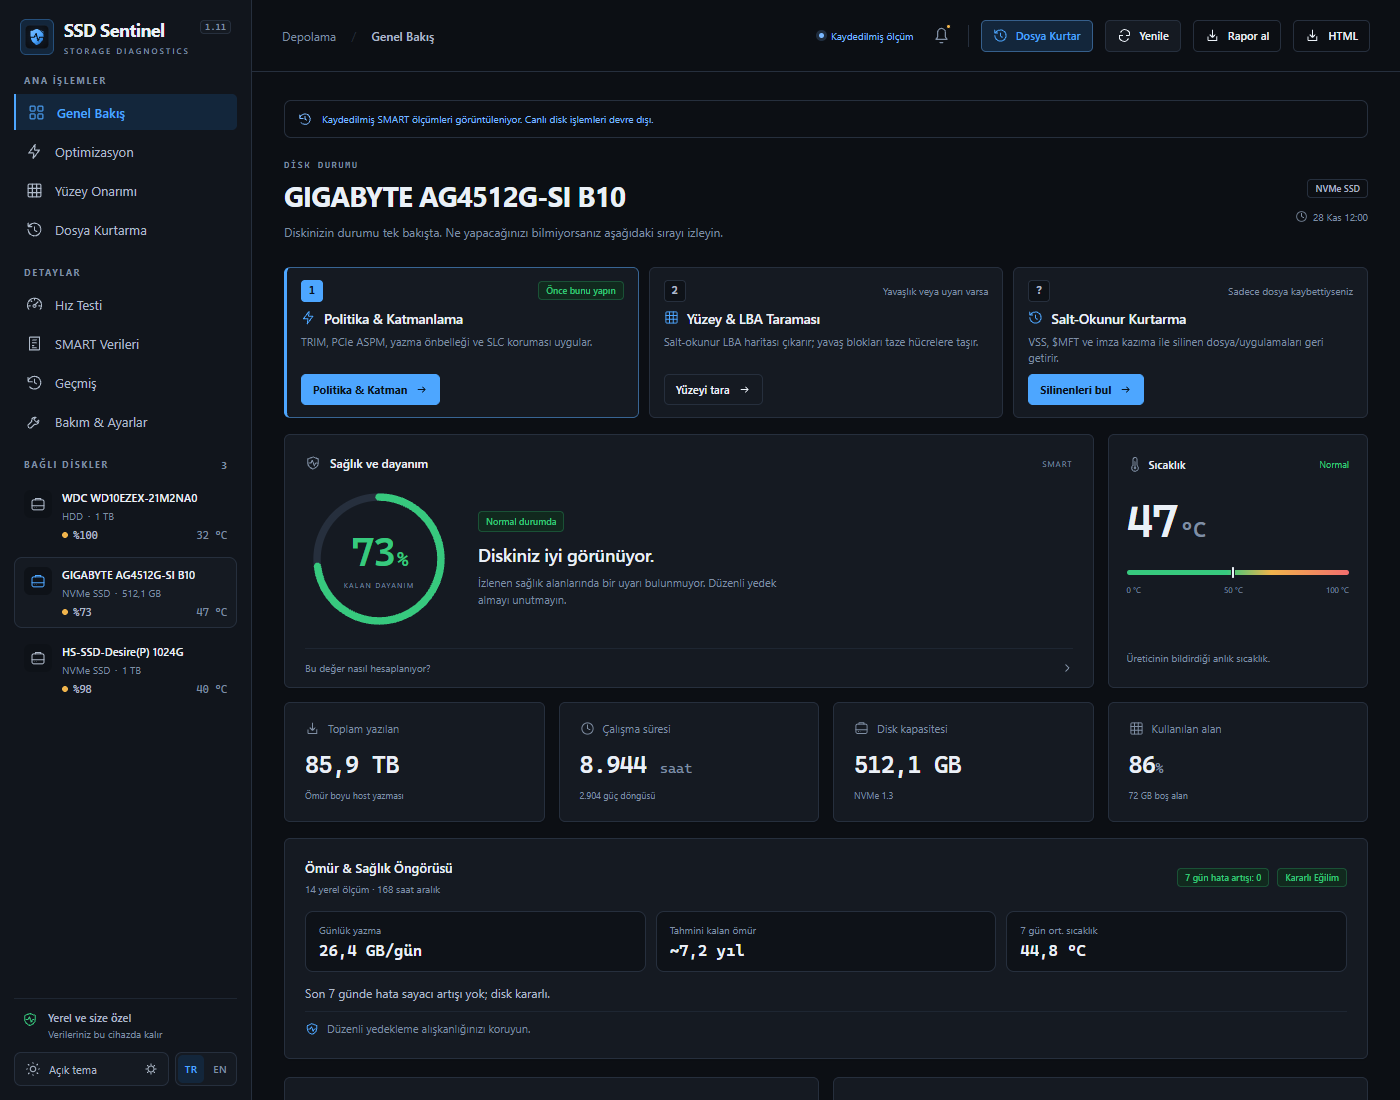 SSD Sentinel
1.11
STORAGE DIAGNOSTICS
ANA İŞLEMLER
Genel Bakış
Optimizasyon
Yüzey Onarımı
Dosya Kurtarma
DETAYLAR
Hız Testi
SMART Verileri
Geçmiş
Bakım & Ayarlar
BAĞLI DİSKLER 3
WDC WD10EZEX-21M2NA0
HDD · 1 TB
%100 32 °C
GIGABYTE AG4512G-SI B10
NVMe SSD · 512,1 GB
%73 47 °C
HS-SSD-Desire(P) 1024G
NVMe SSD · 1 TB
%98 40 °C
Yerel ve size özel
Verileriniz bu cihazda kalır
Açık tema
TR EN
Depolama / Genel Bakış
Kaydedilmiş ölçüm
Dosya Kurtar
Yenile
Rapor al
HTML
Kaydedilmiş SMART ölçümleri görüntüleniyor. Canlı disk işlemleri devre dışı.
DİSK DURUMU
GIGABYTE AG4512G-SI B10
Diskinizin durumu tek bakışta. Ne yapacağınızı bilmiyorsanız aşağıdaki sırayı izleyin.
NVMe SSD
28 Kas 12:00
1 Önce bunu yapın
Politika & Katmanlama
TRIM, PCIe ASPM, yazma önbelleği ve SLC koruması uygular.
Politika & Katman →
2 Yavaşlık veya uyarı varsa
Yüzey & LBA Taraması
Salt-okunur LBA haritası çıkarır; yavaş blokları taze hücrelere taşır.
Yüzeyi tara →
? Sadece dosya kaybettiyseniz
Salt-Okunur Kurtarma
VSS, $MFT ve imza kazıma ile silinen dosya/uygulamaları geri
getirir.
Silinenleri bul →
Sağlık ve dayanım SMART
73%
KALAN DAYANIM
Normal durumda
Diskiniz iyi görünüyor.
İzlenen sağlık alanlarında bir uyarı bulunmuyor. Düzenli yedek
almayı unutmayın.
Bu değer nasıl hesaplanıyor?
Sıcaklık Normal
47 °C
0 °C 50 °C 100 °C
Üreticinin bildirdiği anlık sıcaklık.
Toplam yazılan
85,9 TB
Ömür boyu host yazması
Çalışma süresi
8.944 saat
2.904 güç döngüsü
Disk kapasitesi
512,1 GB
NVMe 1.3
Kullanılan alan
86%
72 GB boş alan
Ömür & Sağlık Öngörüsü
14 yerel ölçüm · 168 saat aralık
7 gün hata artışı: 0 Kararlı Eğilim
Günlük yazma
26,4 GB/gün
Tahmini kalan ömür
~7,2 yıl
7 gün ort. sıcaklık
44,8 °C
Son 7 günde hata sayacı artışı yok; disk kararlı.
Düzenli yedekleme alışkanlığınızı koruyun.